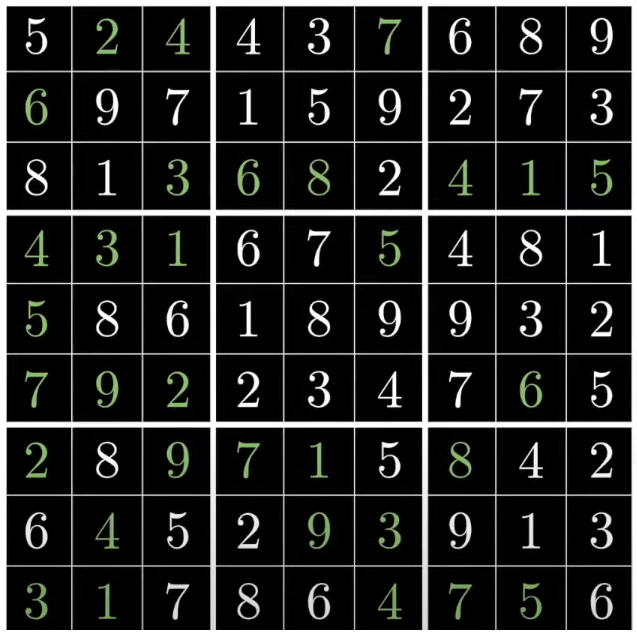 5 2 4 4 3 7 6 8 9
6 9 7 1 5 9 2 7 3
8 1 3 6 8 2 4 1 5
4 3 1 6 7 5 4 8 1
5 8 6 1 8 9 9 3 2
7 9 2 2 3 4 7 6 5
2 8 9 7 1 5 8 4 2
6 4 5 2 9 3 9 1 3
3 1 7 8 6 4 7 5 6